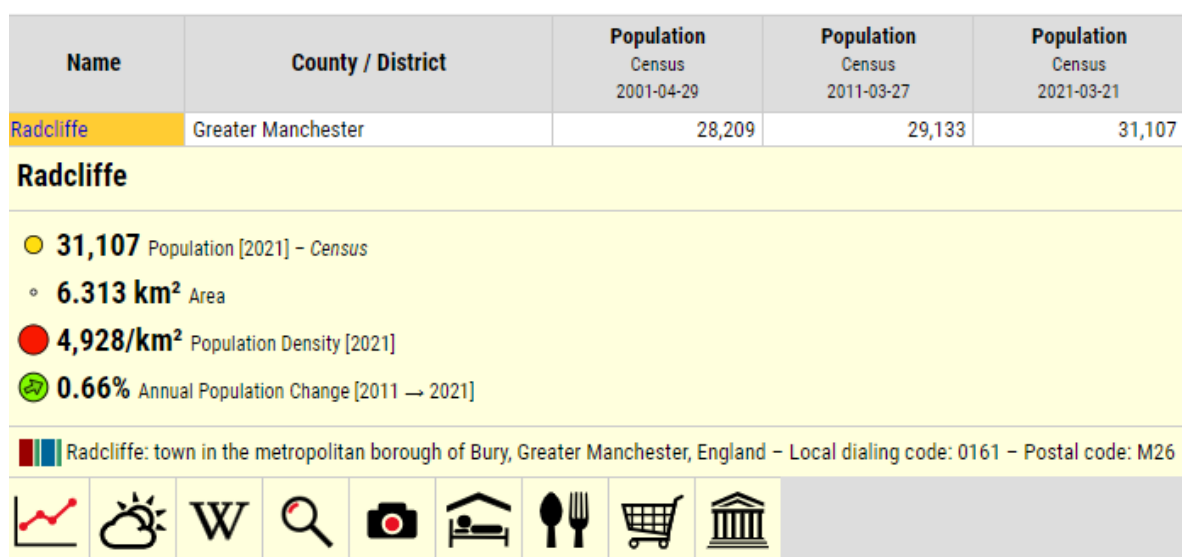 Name County / District Population Population Population
Census Census Census
2001-04-29 2011-03-27 2021-03-21
Radcliffe Greater Manchester 28,209 29,133 31,107
Radcliffe
31,107 Population [2021] – Census
6.313 km² Area
4,928/km² Population Density [2021]
0.66% Annual Population Change [2011 → 2021]
Radcliffe: town in the metropolitan borough of Bury, Greater Manchester, England – Local dialing code: 0161 – Postal code: M26
W